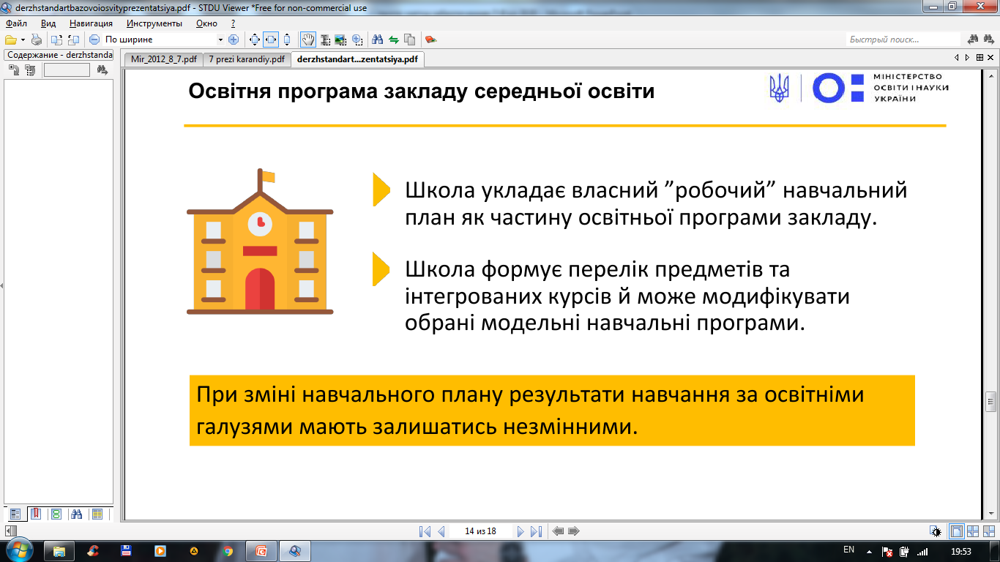 derzhstandartbazovoiosvityprezentatsiya.pdf - STDU Viewer *Free for non-commercial use
Файл Вид Навигация Инструменты Окно ?
По ширине
Быстрый поиск...
Содержание - derzhstanda
Mir_2012_8_7.pdf 7 prezi karandiy.pdf derzhstandart...zentatsiya.pdf
Освітня програма закладу середньої освіти
МІНІСТЕРСТВО
ОСВІТИ І НАУКИ
УКРАЇНИ
Школа укладає власний ”робочий” навчальний
план як частину освітньої програми закладу.
Школа формує перелік предметів та
інтегрованих курсів й може модифікувати
обрані модельні навчальні програми.
При зміні навчального плану результати навчання за освітніми
галузями мають залишатись незмінними.
14 из 18
EN
19:53